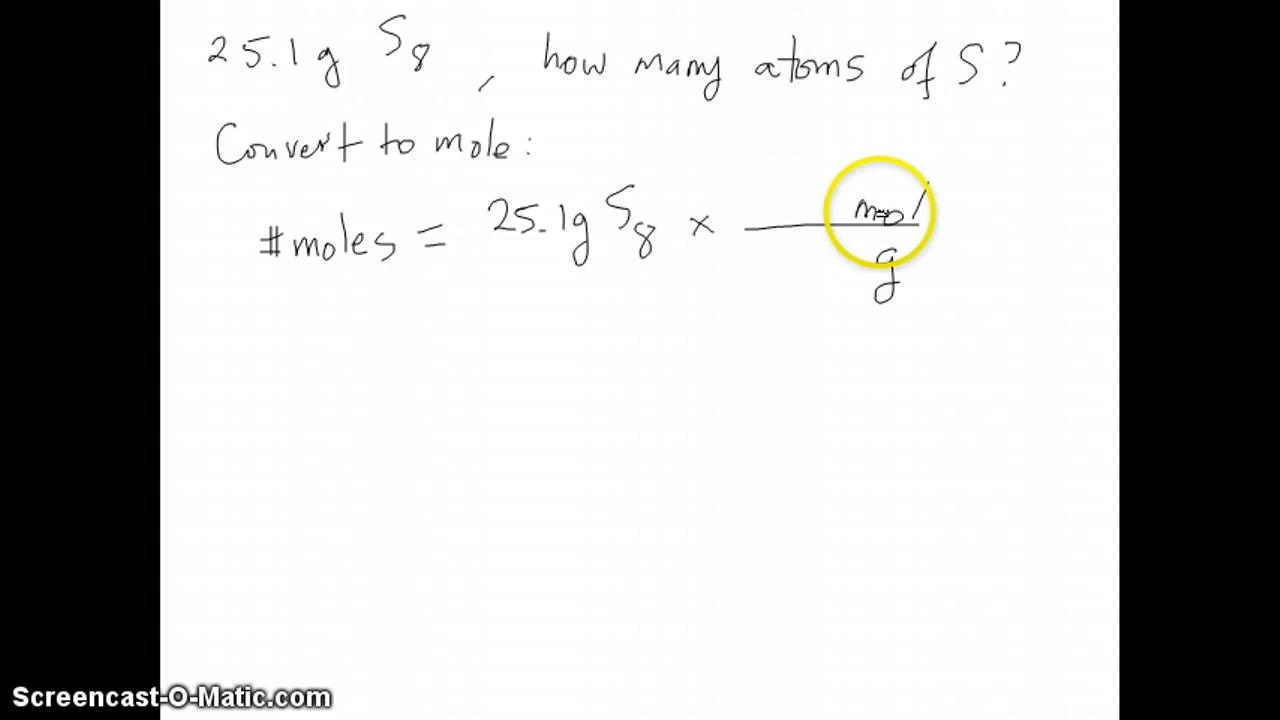 25.1g S8, how many atoms of S?
Convert to mole:
#moles = 25.1g S8 × mol
g
Screencast-O-Matic.com